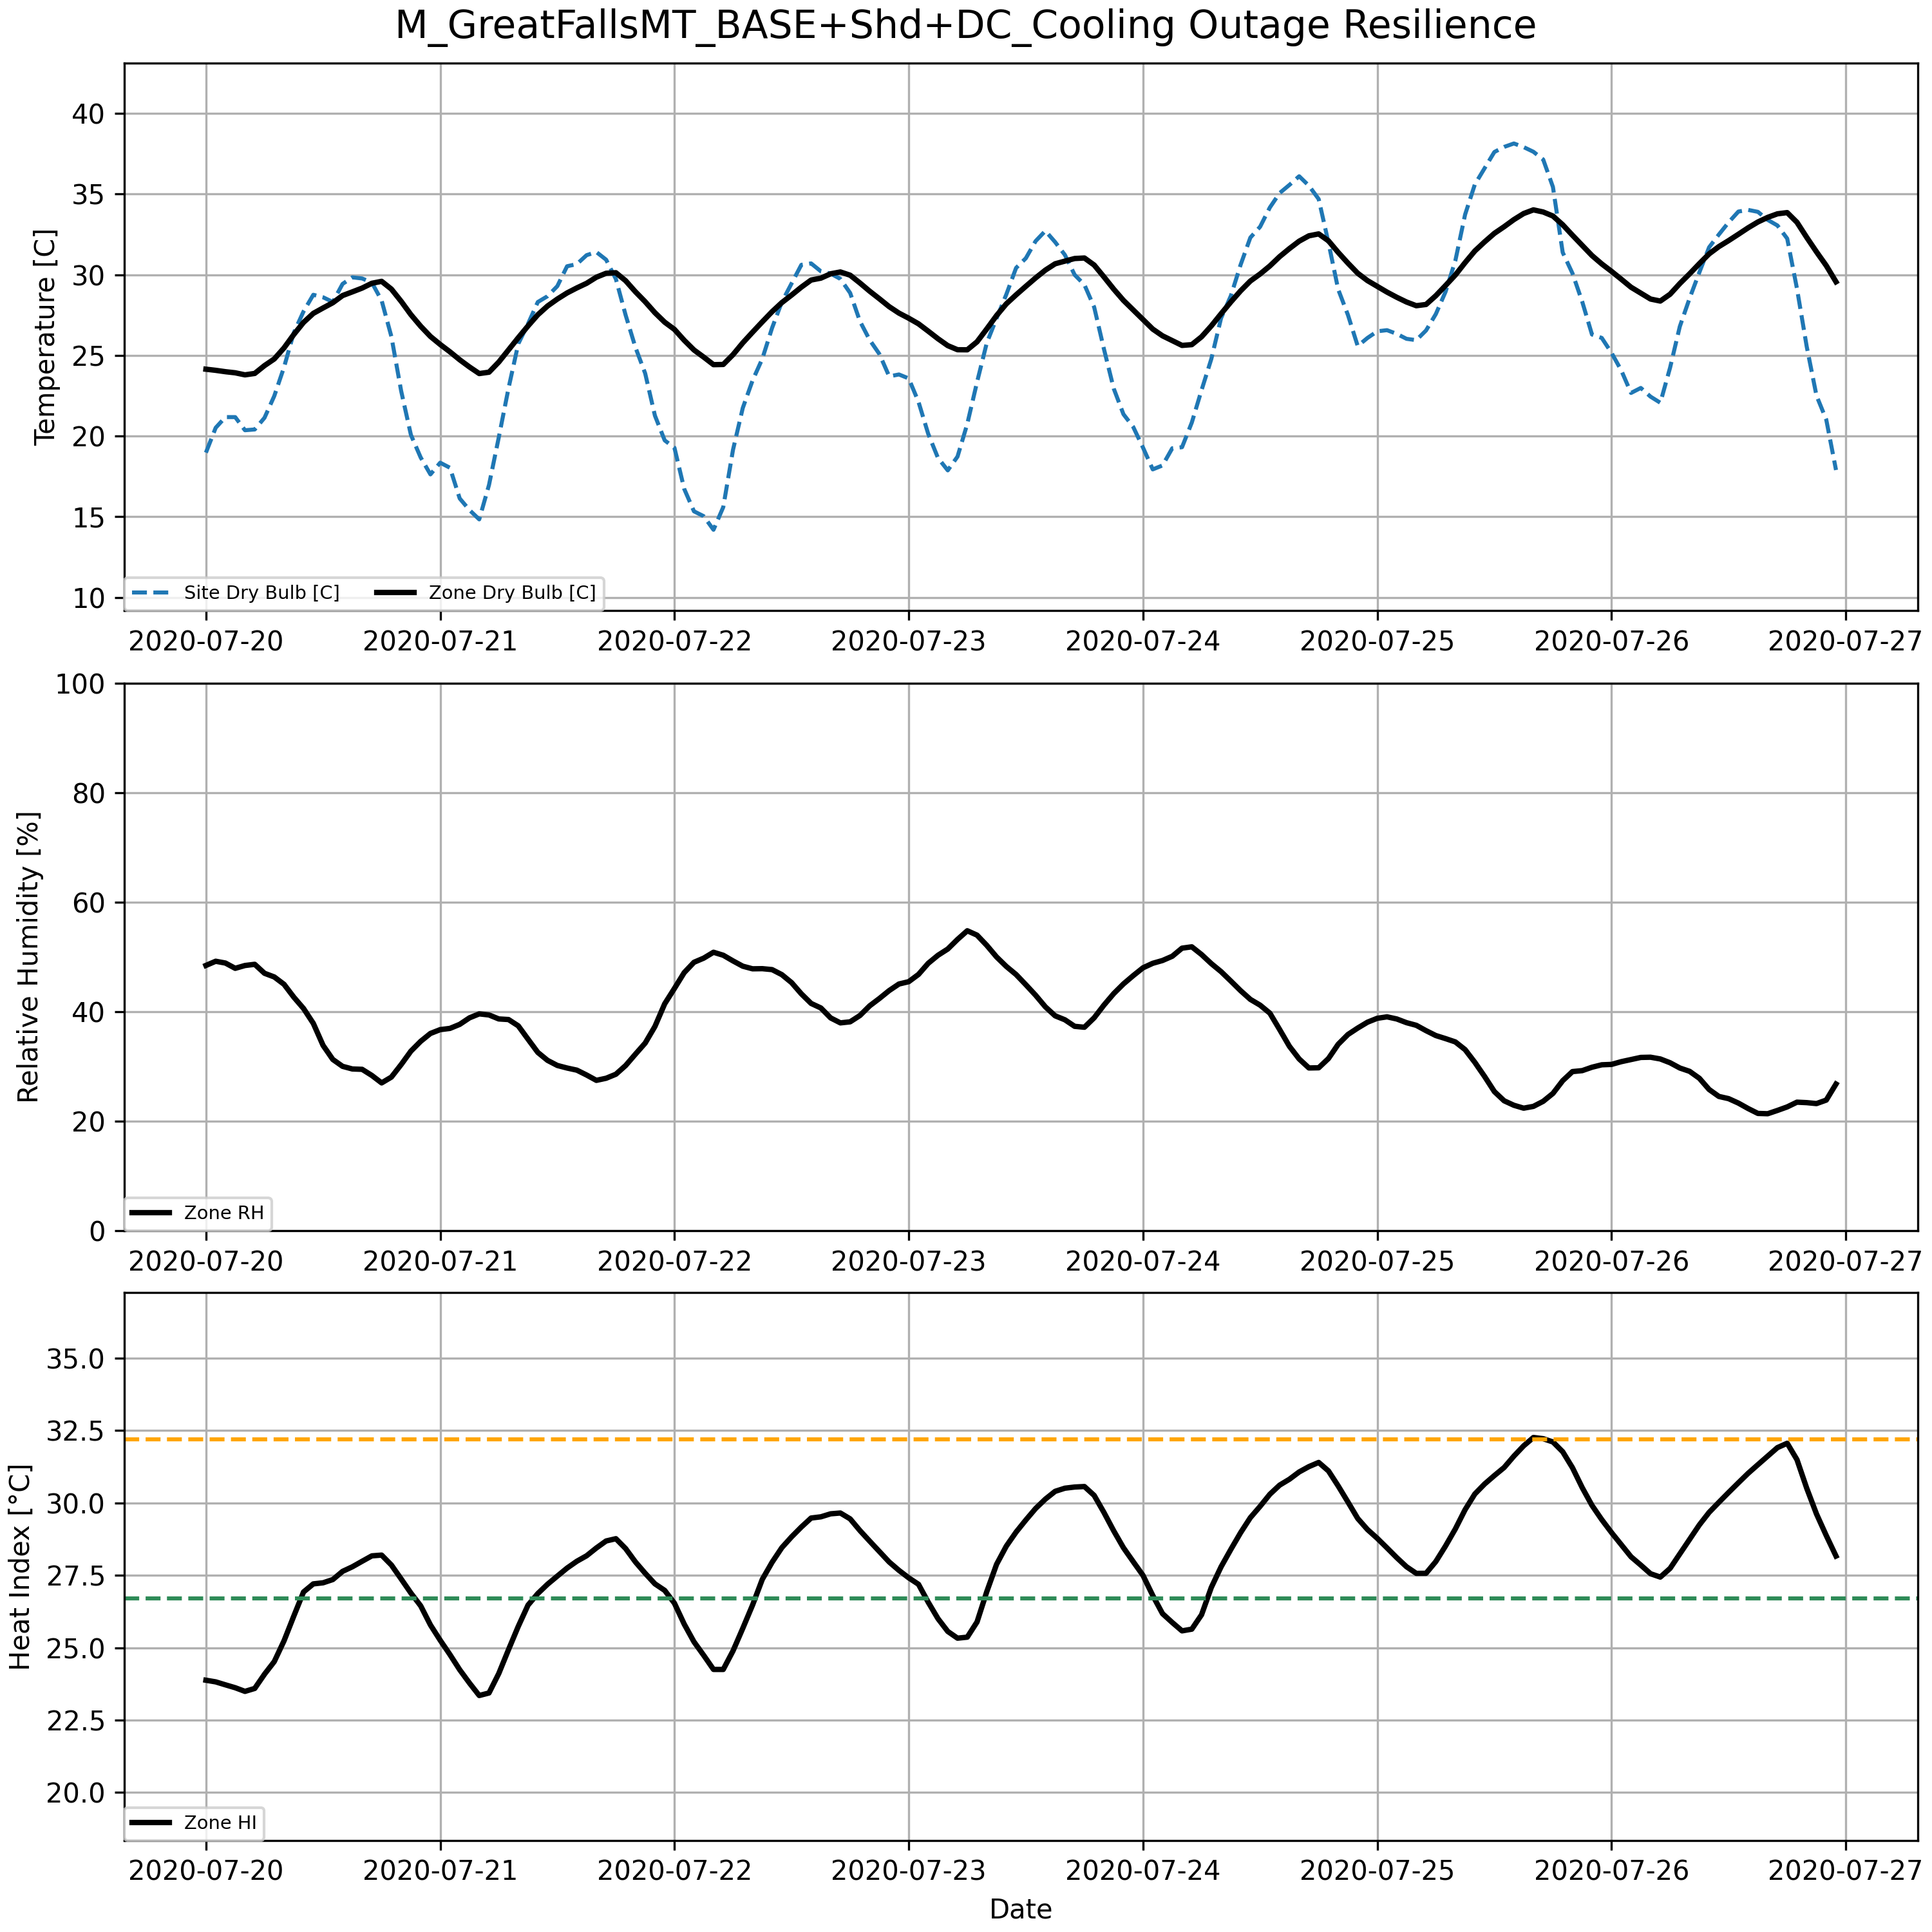 M_GreatFallsMT_BASE+Shd+DC_Cooling Outage Resilience
40
35
30
25
20
15
10
Temperature [C]
Site Dry Bulb [C] Zone Dry Bulb [C]
2020-07-20 2020-07-21 2020-07-22 2020-07-23 2020-07-24 2020-07-25 2020-07-26 2020-07-27
100
80
60
40
20
0
Relative Humidity [%]
Zone RH
2020-07-20 2020-07-21 2020-07-22 2020-07-23 2020-07-24 2020-07-25 2020-07-26 2020-07-27
35.0
32.5
30.0
27.5
25.0
22.5
20.0
Heat Index [°C]
Zone HI
2020-07-20 2020-07-21 2020-07-22 2020-07-23 2020-07-24 2020-07-25 2020-07-26 2020-07-27
Date